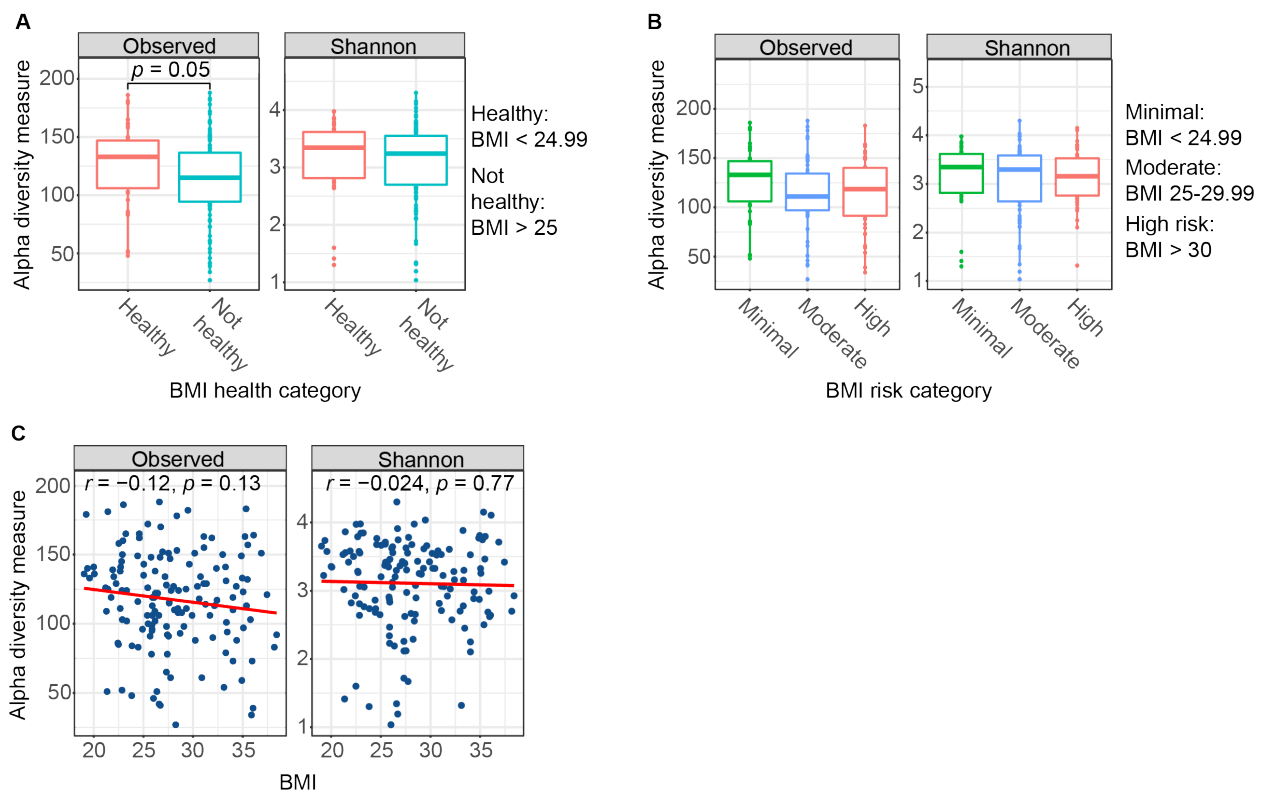 A
Observed
Shannon
p = 0.05
Alpha diversity measure
200
150
100
50
4
3
2
1
Healthy
Not
healthy
Healthy
Not
healthy
BMI health category
Healthy:
BMI < 24.99
Not
healthy:
BMI > 25
B
Observed
Shannon
Alpha diversity measure
200
150
100
50
5
4
3
2
1
Minimal
Moderate
High
Minimal
Moderate
High
BMI risk category
Minimal:
BMI < 24.99
Moderate:
BMI 25-29.99
High risk:
BMI > 30
C
Observed
Shannon
r = −0.12, p = 0.13
r = −0.024, p = 0.77
Alpha diversity measure
200
150
100
50
4
3
2
1
20 25 30 35
20 25 30 35
BMI